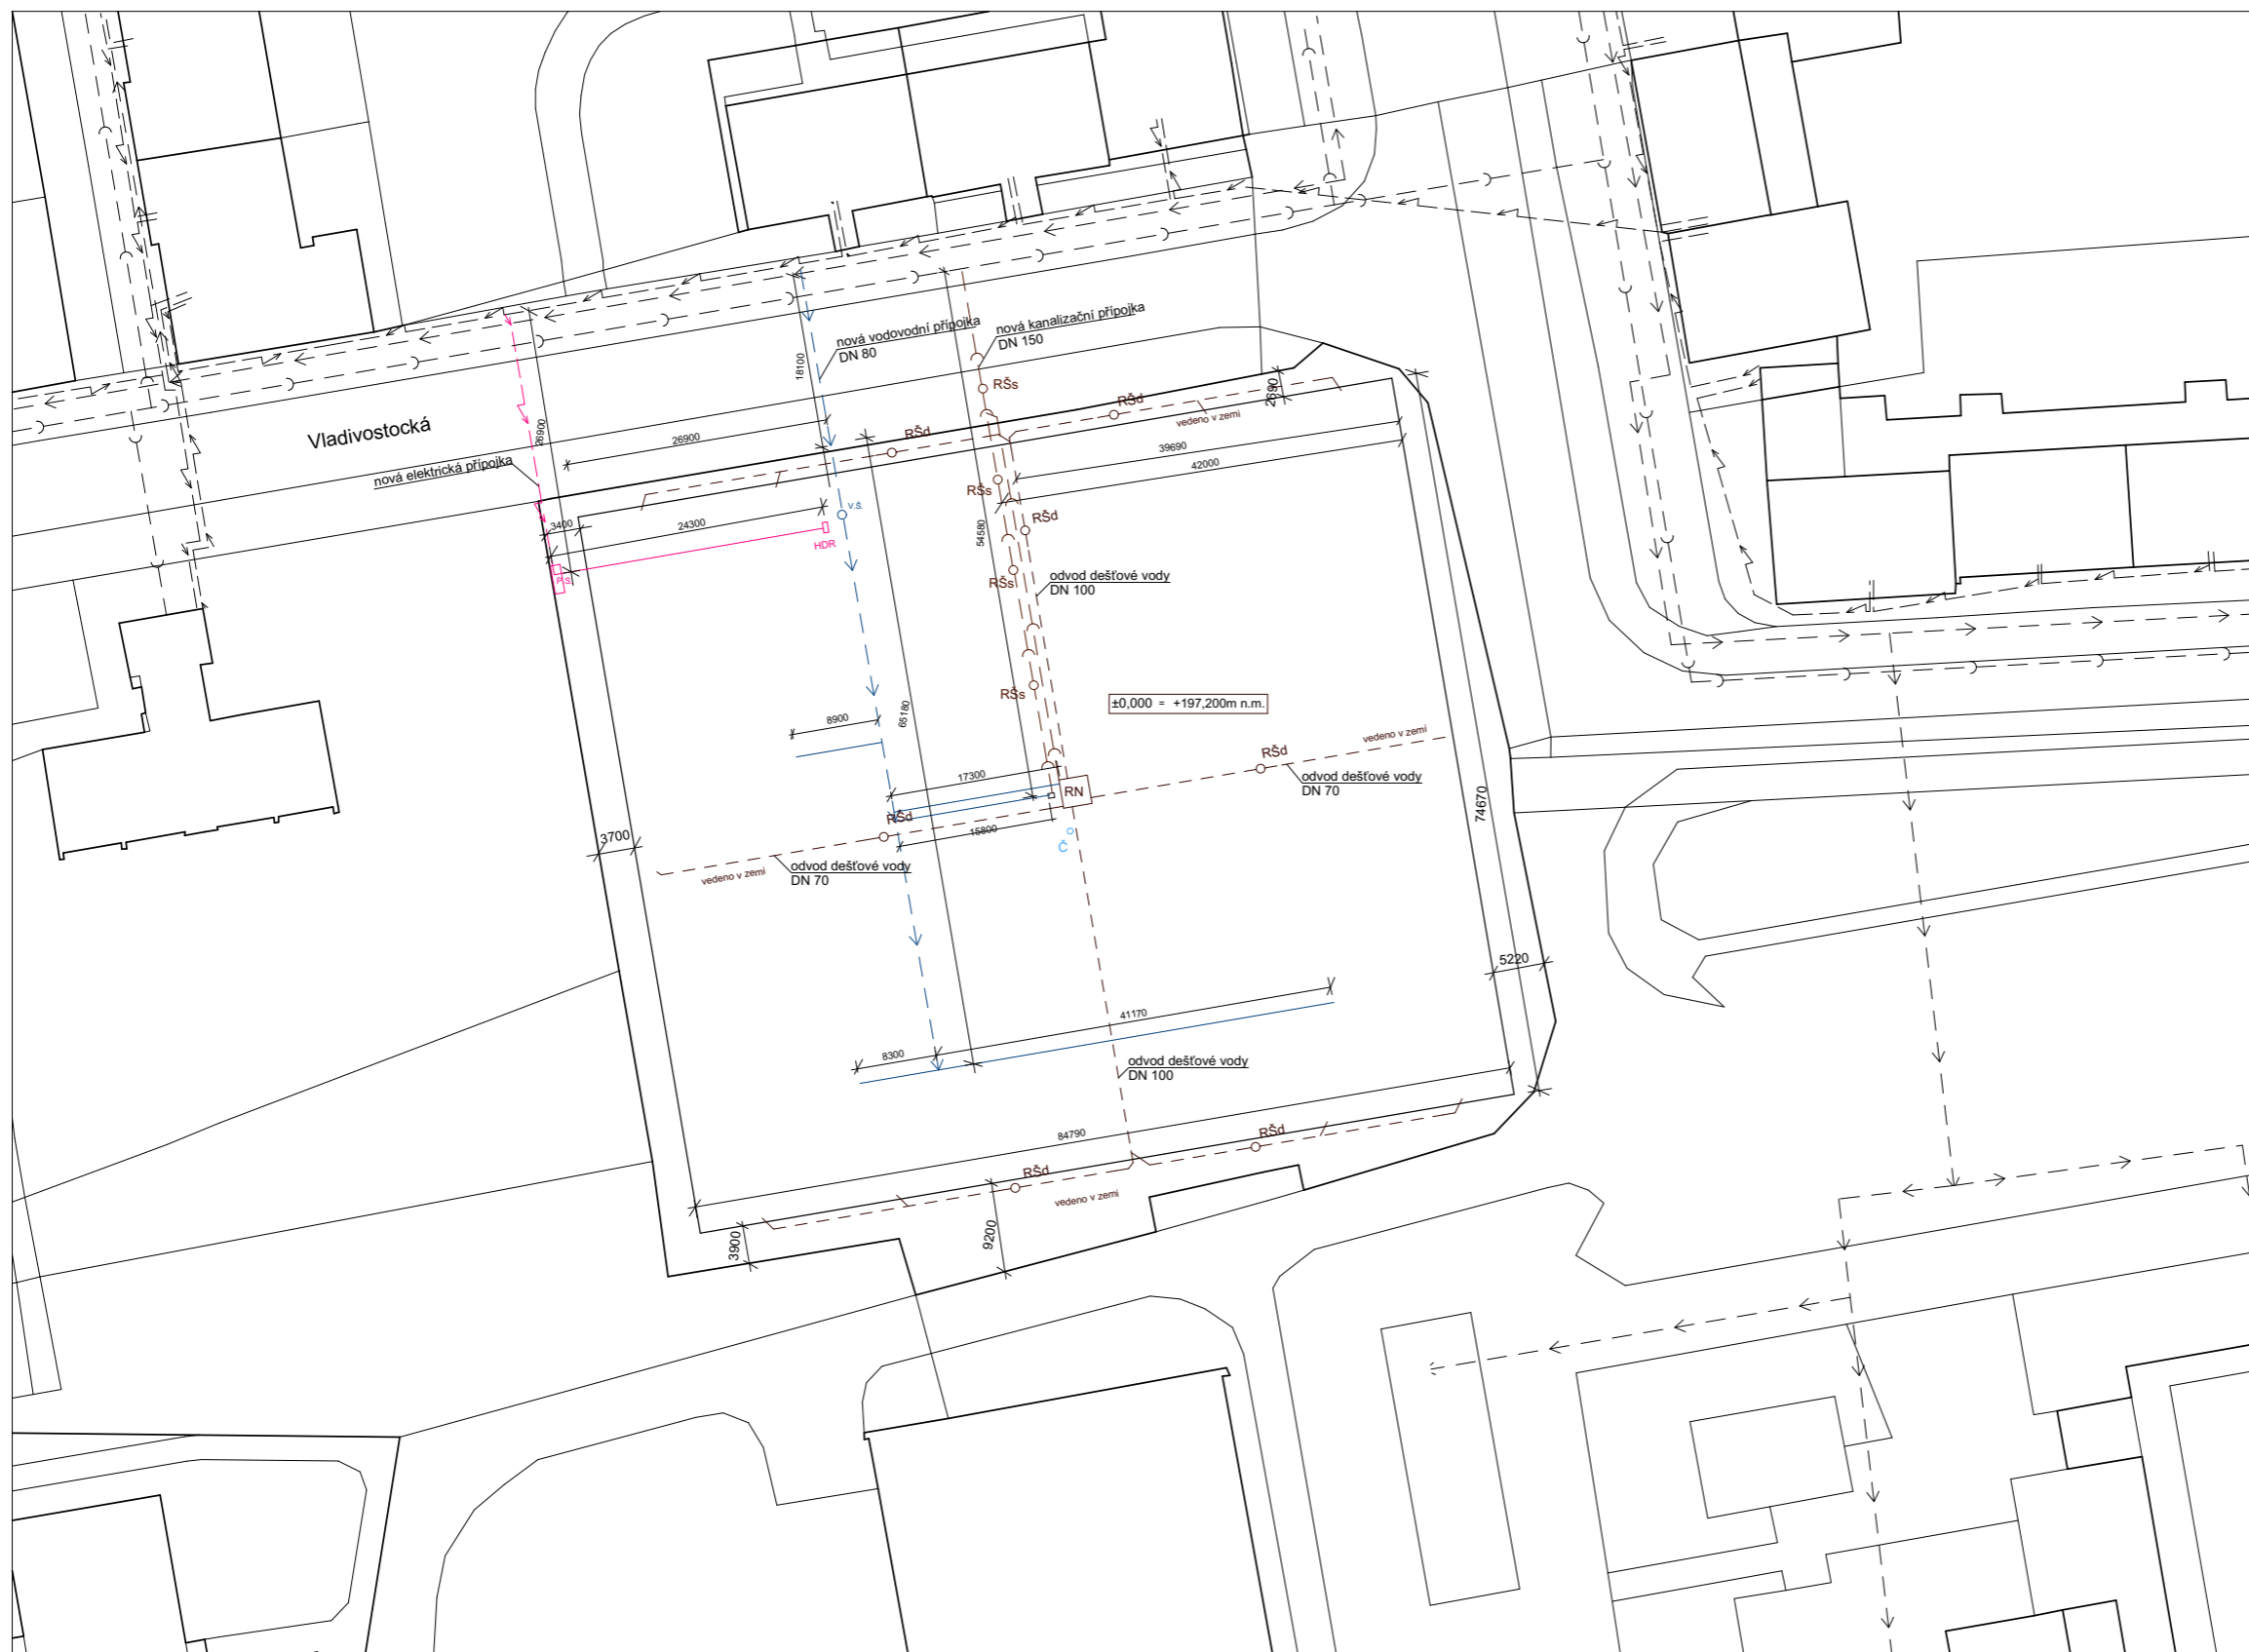 nová vodovodní přípojka
DN 80
nová kanalizační přípojka
DN 150
18100
RŠs
2690
RŠd
vedeno v zemi
Vladivostocká
26900
26900
RŠd
39690
42000
nová elektrická přípojka
RŠs
V.Š.
3400
24300
RŠd
54580
HDR
P.S.
RŠs
odvod dešťové vody
DN 100
RŠs
±0,000 = +197,200m n.m.
8900
65180
vedeno v zemi
RŠd
17300
odvod dešťové vody
DN 70
RN
74670
RŠd
15800
3700
Č
odvod dešťové vody
DN 70
vedeno v zemi
5220
41170
8300
odvod dešťové vody
DN 100
84790
RŠd
RŠd
vedeno v zemi
9200
3900